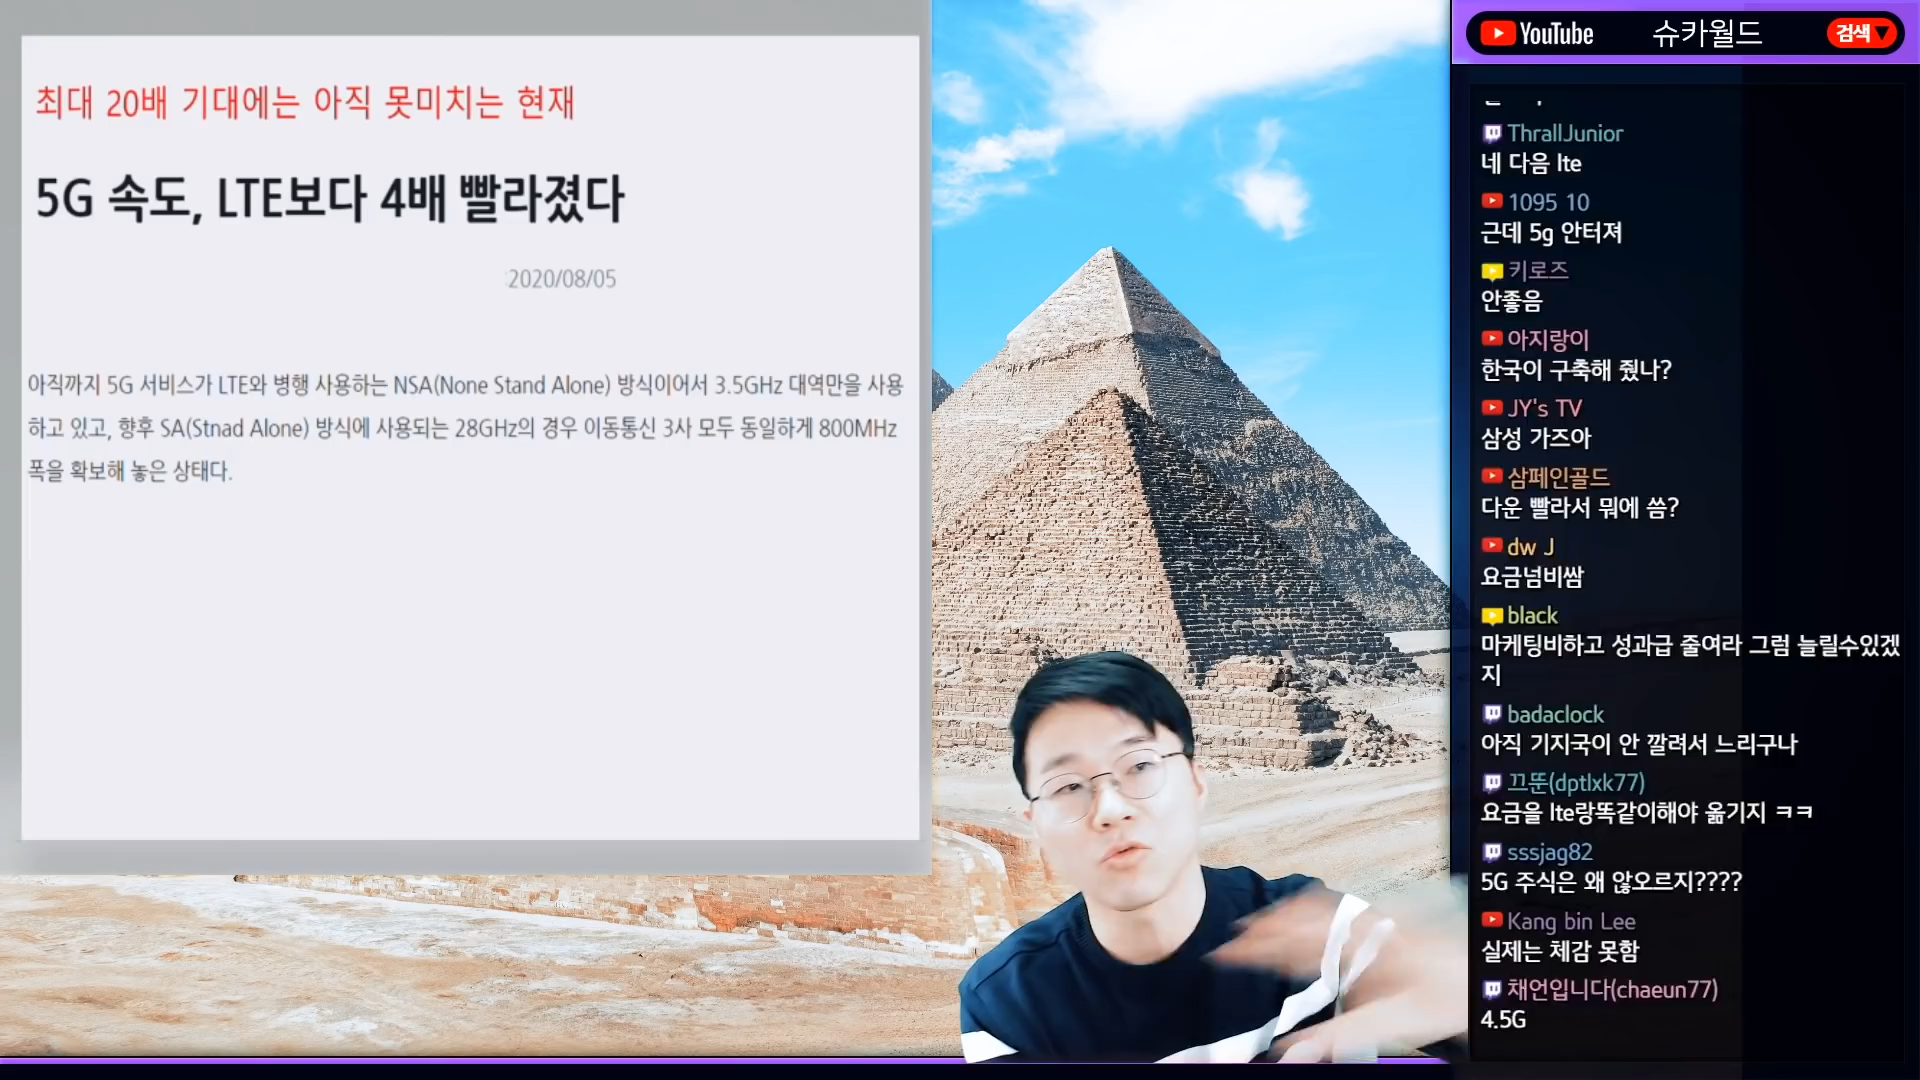 최대 20배 기대에는 아직 못미치는 현재
5G 속도, LTE보다 4배 빨라졌다
2020/08/05
아직까지 5G 서비스가 LTE와 병행 사용하는 NSA(None Stand Alone) 방식이어서 3.5GHz 대역만을 사용
하고 있고, 향후 SA(Stnad Alone) 방식에 사용되는 28GHz의 경우 이동통신 3사 모두 동일하게 800MHz
폭을 확보해 놓은 상태다.
YouTube 슈카월드 검색▼
ThrallJunior
네 다음 lte
1095 10
근데 5g 안터져
키로즈
안좋음
아지랑이
한국이 구축해 줬나?
JY's TV
삼성 가즈아
삼페인골드
다운 빨라서 뭐에 씀?
dw J
요금넘비쌈
black
마케팅비하고 성과급 줄여라 그럼 늘릴수있겠
지
badaclock
아직 기지국이 안 깔려서 느리구나
끄뚠(dptlxk77)
요금을 lte랑똑같이해야 옮기지 ㅋㅋ
sssjag82
5G 주식은 왜 않오르지????
Kang bin Lee
실제는 체감 못함
채언입니다(chaeun77)
4.5G